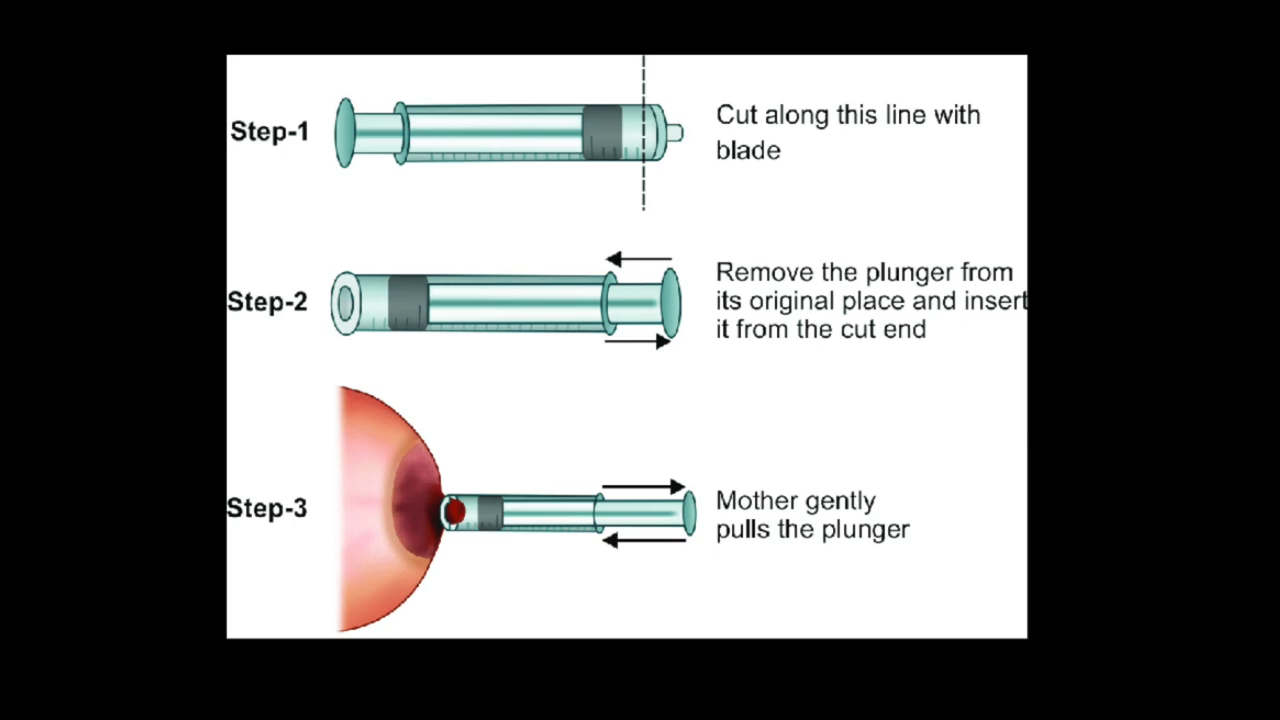 Step-1
Cut along this line with
blade
Step-2
Remove the plunger from
its original place and insert
it from the cut end
Step-3
Mother gently
pulls the plunger